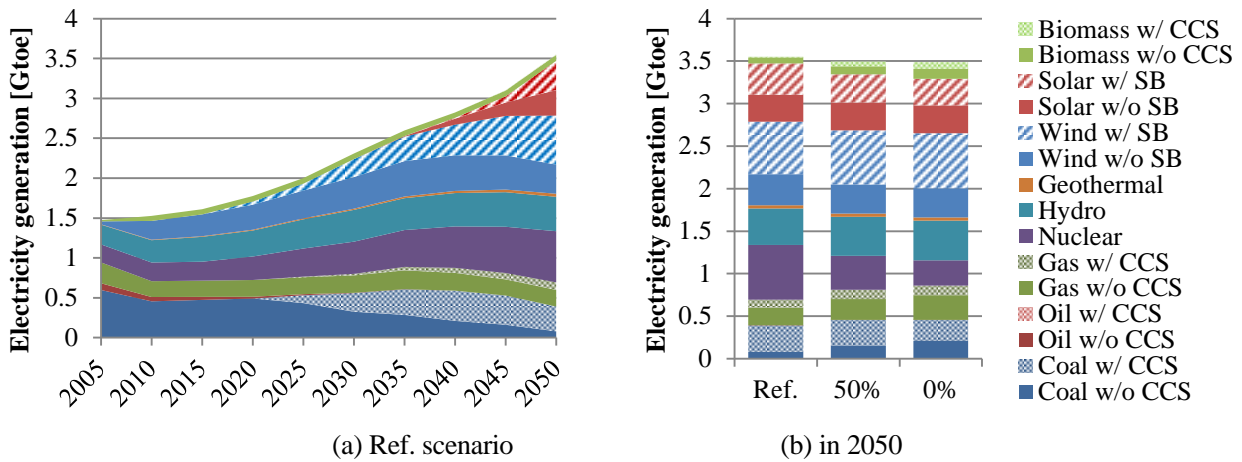 Electricity generation [Gtoe]
4
3.5
3
2.5
2
1.5
1
0.5
0
2005
2010
2015
2020
2025
2030
2035
2040
2045
2050
(a) Ref. scenario
Electricity generation [Gtoe]
4
3.5
3
2.5
2
1.5
1
0.5
0
Ref.
50%
0%
(b) in 2050
Biomass w/ CCS
Biomass w/o CCS
Solar w/ SB
Solar w/o SB
Wind w/ SB
Wind w/o SB
Geothermal
Hydro
Nuclear
Gas w/ CCS
Gas w/o CCS
Oil w/ CCS
Oil w/o CCS
Coal w/ CCS
Coal w/o CCS